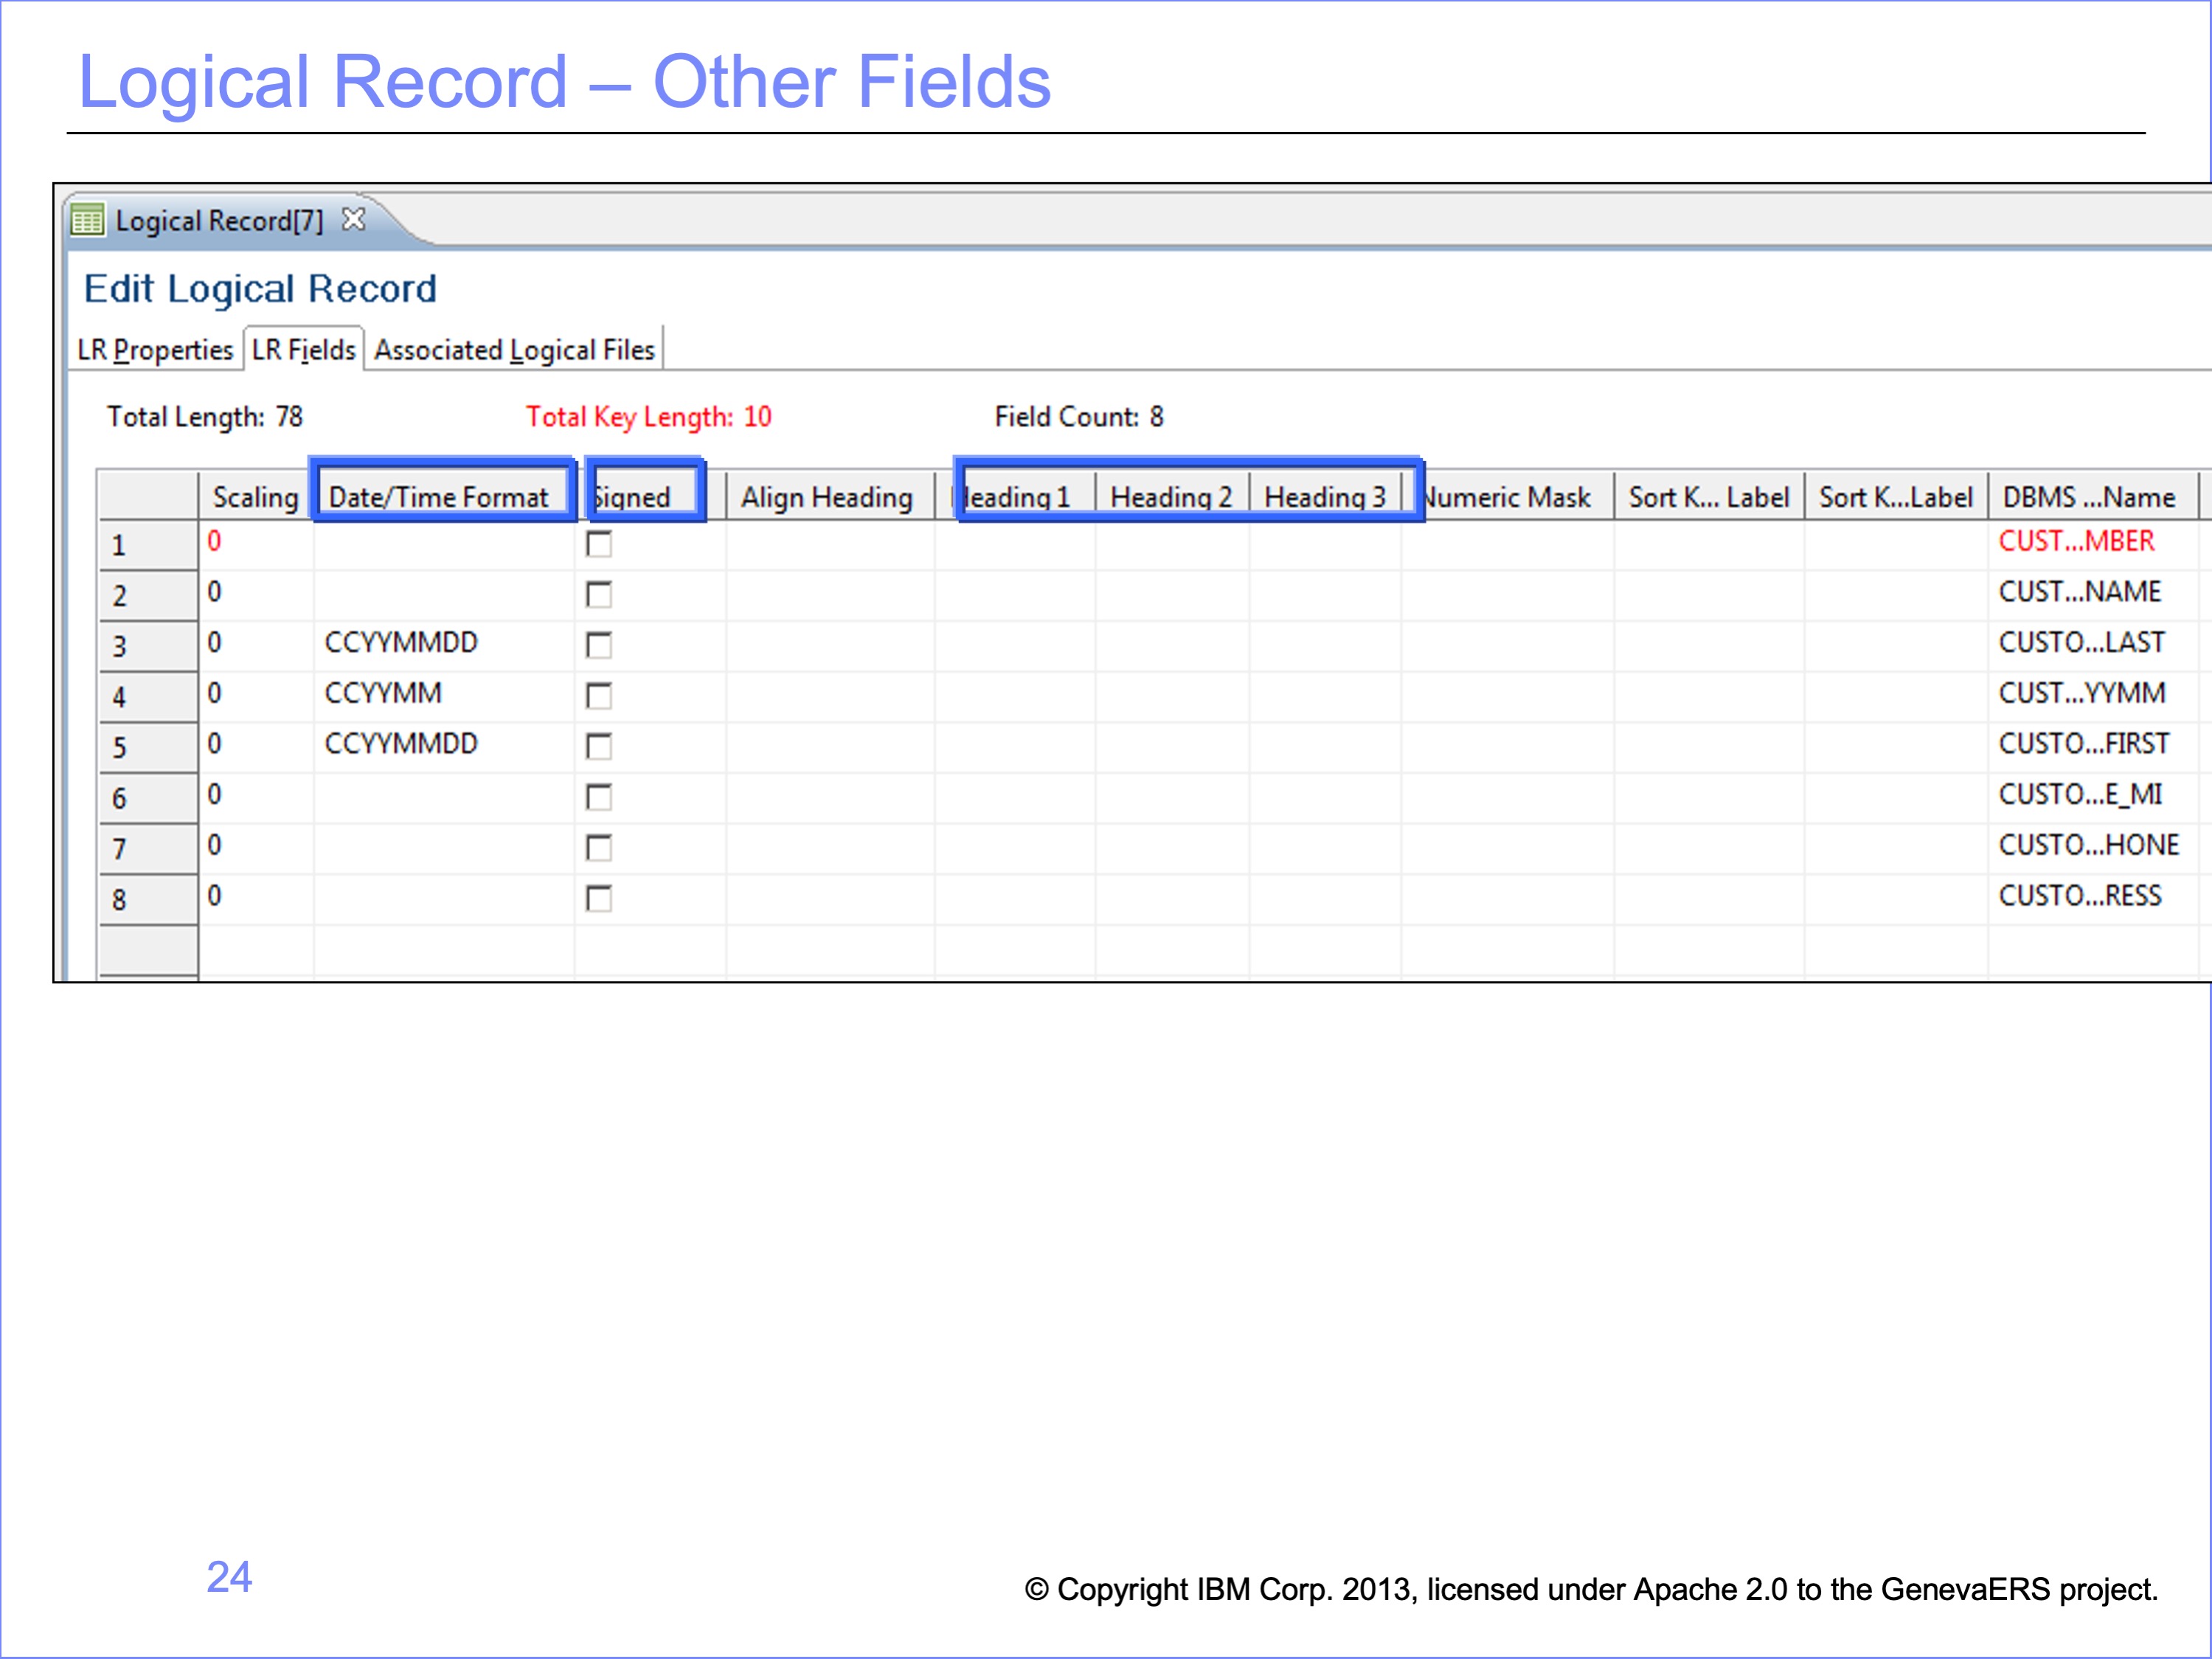 Logical Record – Other Fields
Logical Record[7]
Edit Logical Record
LR Properties LR Fields Associated Logical Files
Total Length: 78 Total Key Length: 10 Field Count: 8
Scaling Date/Time Format Signed Align Heading Heading 1 Heading 2 Heading 3 Numeric Mask Sort K... Label Sort K...Label DBMS ...Name
1 0 CUST...MBER
2 0 CUST...NAME
3 0 CCYYMMDD CUSTO...LAST
4 0 CCYYMM CUST...YYMM
5 0 CCYYMMDD CUSTO...FIRST
6 0 CUSTO...E_MI
7 0 CUSTO...HONE
8 0 CUSTO...RESS
24
© Copyright IBM Corp. 2013, licensed under Apache 2.0 to the GenevaERS project.